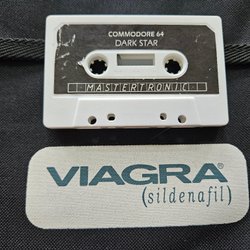 COMMODORE 64
DARK STAR
MASTERTRONIC
VIAGRA®
(sildenafil)